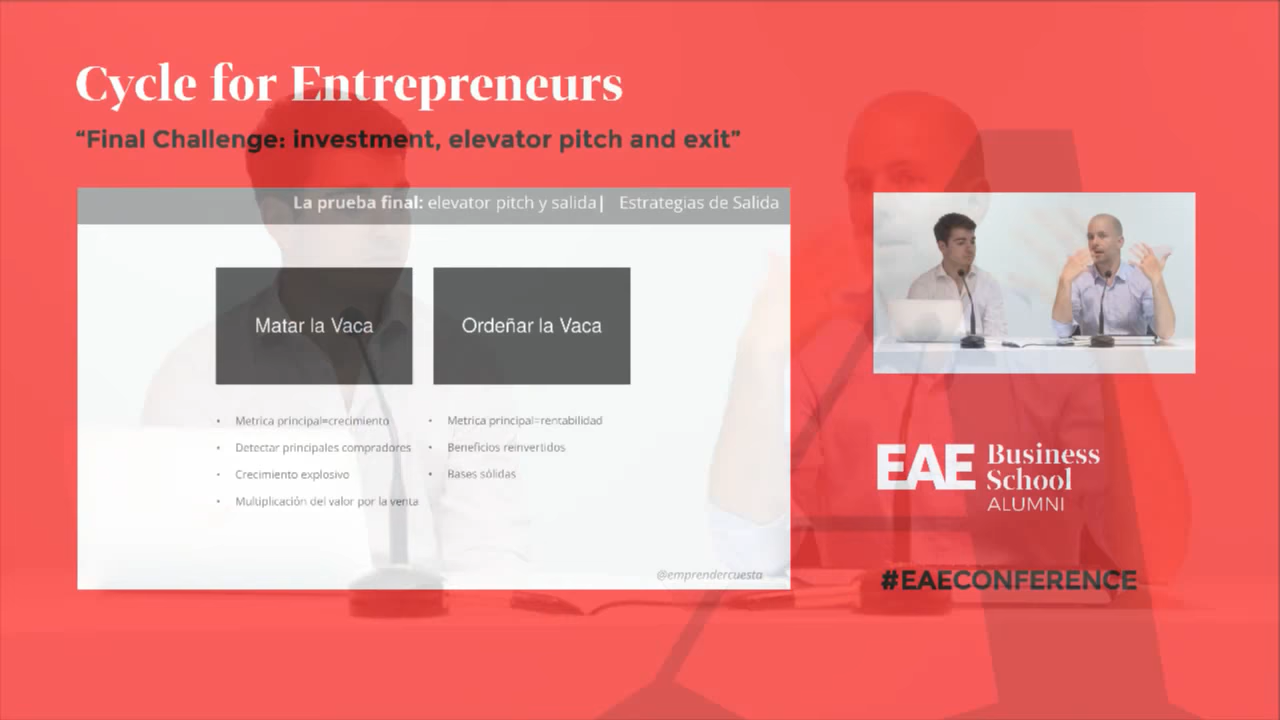 Cycle for Entrepreneurs
“Final Challenge: investment, elevator pitch and exit”
La prueba final: elevator pitch y salida| Estrategias de Salida
Matar la Vaca
Ordeñar la Vaca
• Metrica principal=crecimiento
• Detectar principales compradores
• Crecimiento explosivo
• Multiplicación del valor por la venta
• Metrica principal=rentabilidad
• Beneficios reinvertidos
• Bases sólidas
@emprendercuesta
EAE Business
School
ALUMNI
#EAECONFERENCE